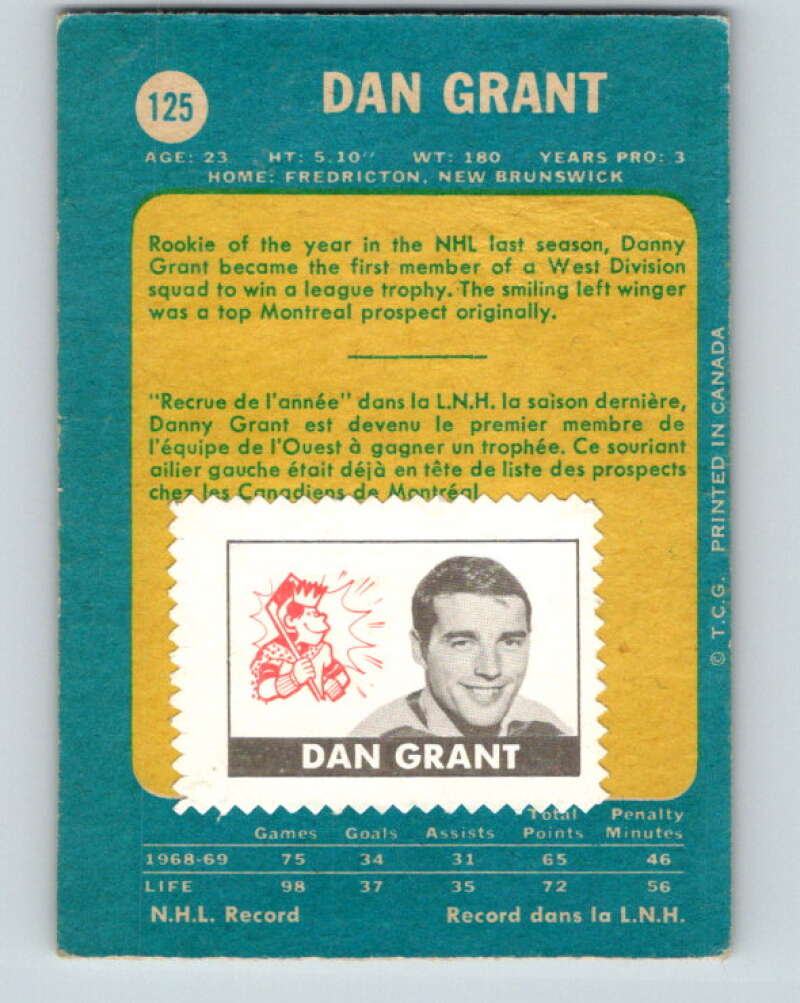 125
DAN GRANT
AGE: 23 HT: 5.10" WT: 180 YEARS PRO: 3
HOME: FREDRICTON, NEW BRUNSWICK
Rookie of the year in the NHL last season, Danny
Grant became the first member of a West Division
squad to win a league trophy. The smiling left winger
was a top Montreal prospect originally.
"Recrue de l'année" dans la L.N.H. la saison dernière,
Danny Grant est devenu le premier membre de
l'équipe de l'Ouest à gagner un trophée. Ce souriant
ailier gauche était déjà en tête de liste des prospects
chez les Canadiens de Montréal
DAN GRANT
Games Goals Assists Total Points Penalty Minutes
1968-69 75 34 31 65 46
LIFE 98 37 35 72 56
N.H.L. Record Record dans la L.N.H.
© T.C.G. PRINTED IN CANADA